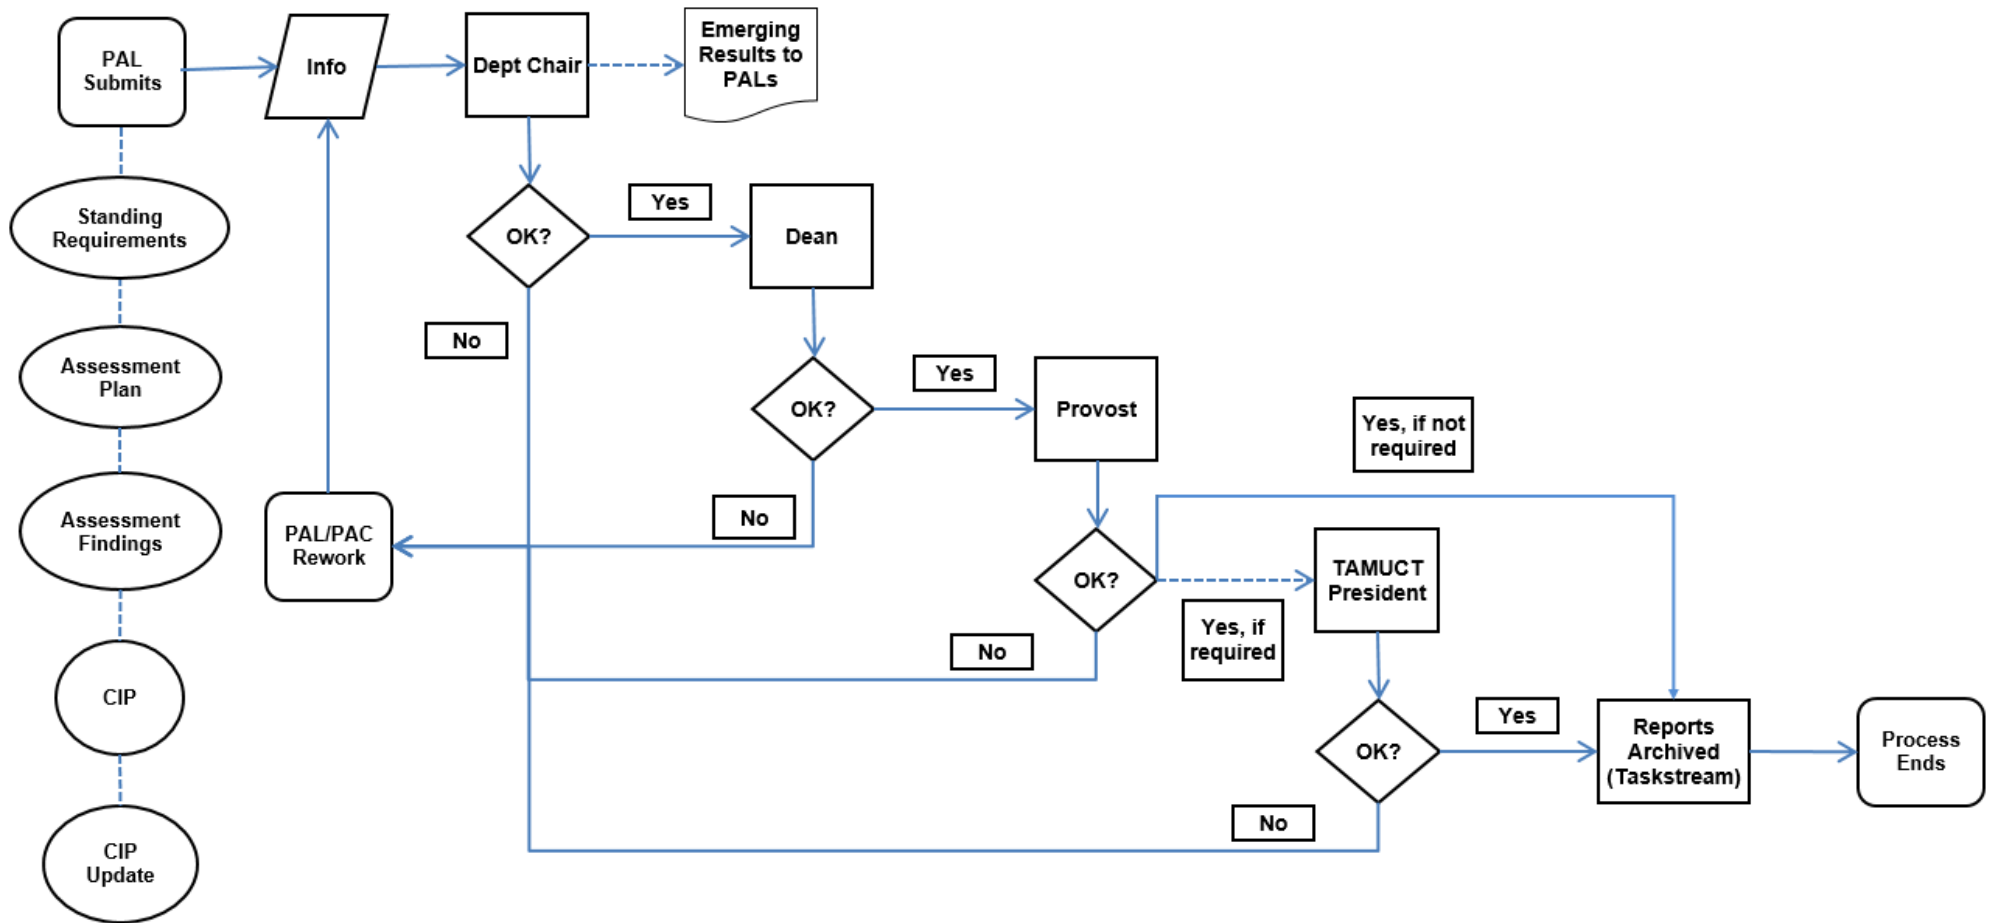 PAL
Submits
Info
Dept Chair
Emerging
Results to
PALs
Standing
Requirements
OK?
Yes
Dean
No
Assessment
Plan
OK?
Yes
Provost
Yes, if not
required
Assessment
Findings
PAL/PAC
Rework
No
OK?
TAMUCT
President
Yes, if
required
No
CIP
OK?
Yes
Reports
Archived
(Taskstream)
Process
Ends
No
CIP
Update